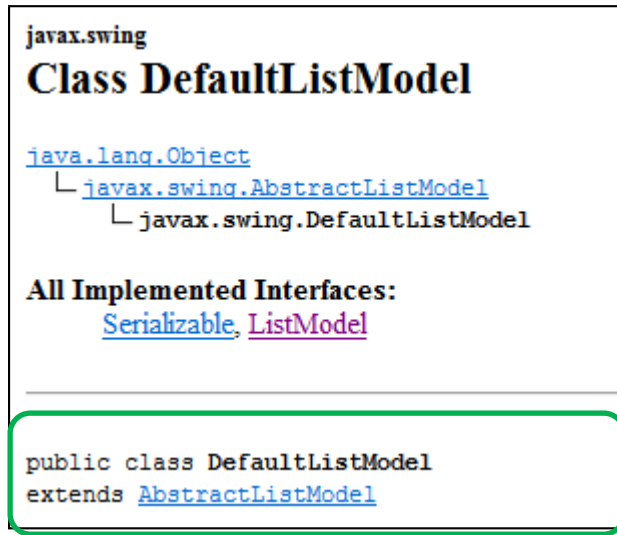 javax.swing
Class DefaultListModel
java.lang.Object
javax.swing.AbstractListModel
javax.swing.DefaultListModel
All Implemented Interfaces:
Serializable, ListModel
public class DefaultListModel
extends AbstractListModel